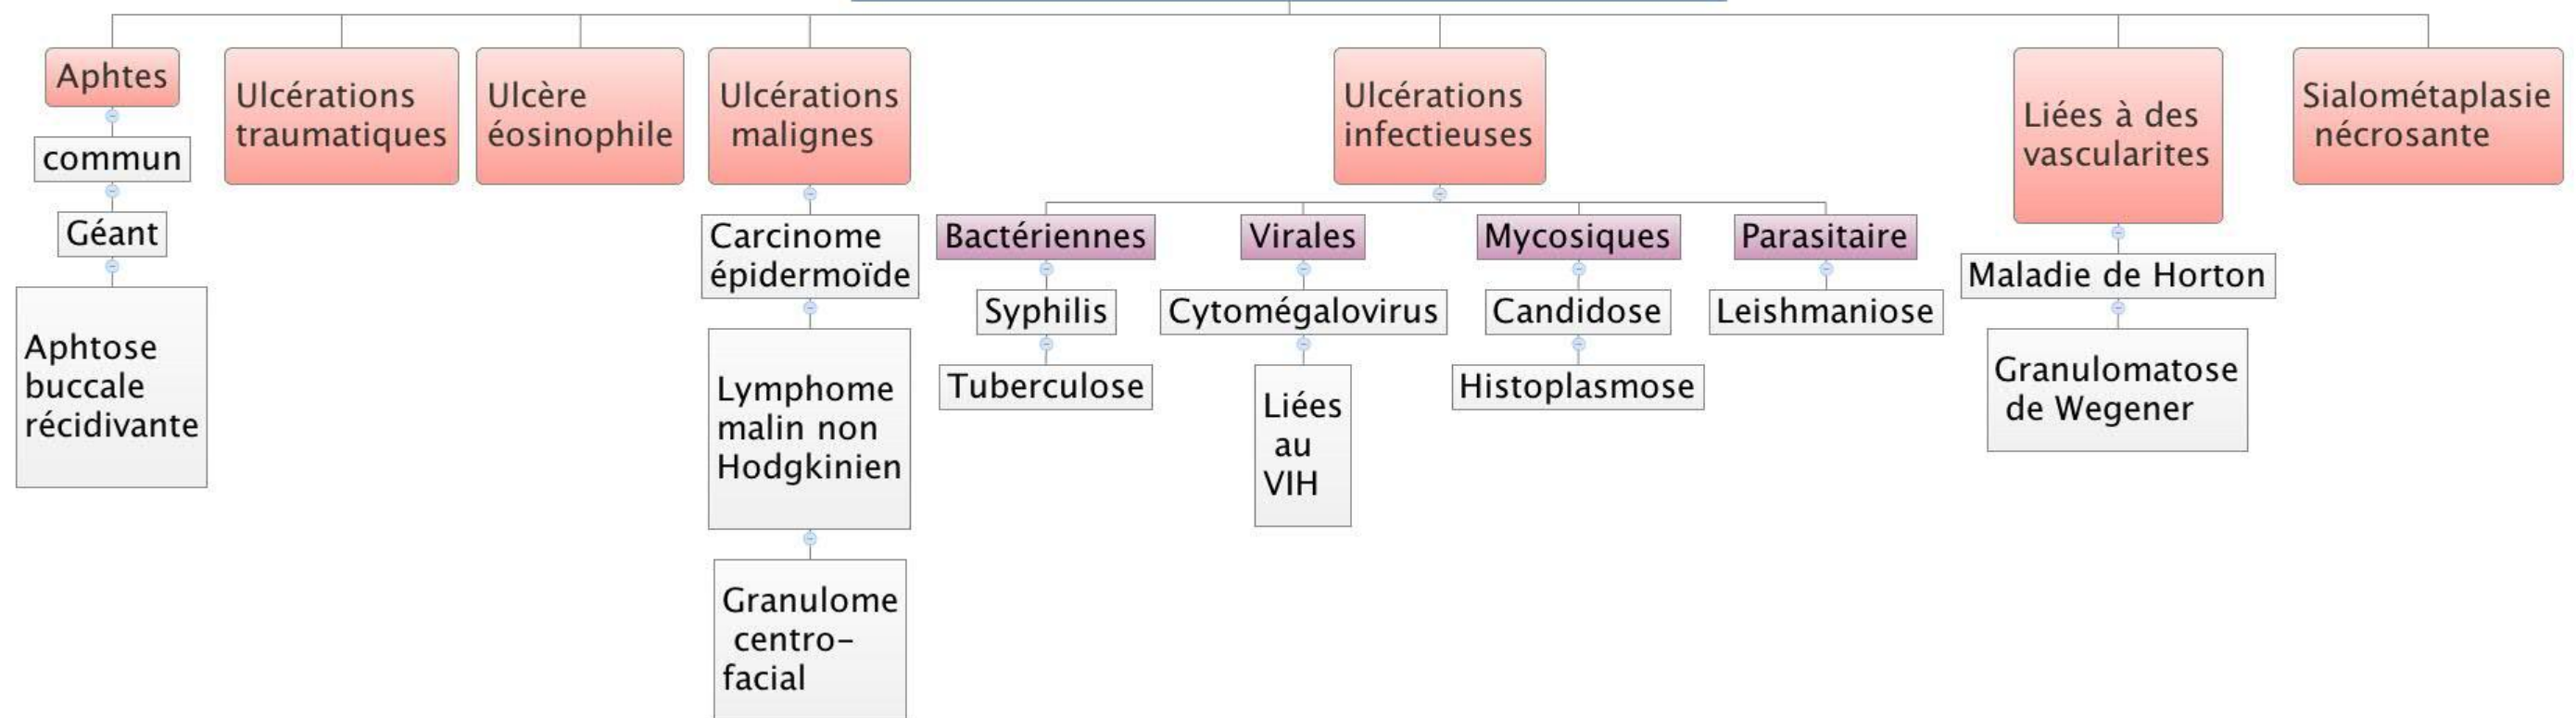 Aphtes
commun
Géant
Aphtose
buccale
récidivante
Ulcérations
traumatiques
Ulcère
éosinophile
Ulcérations
malignes
Carcinome
épidermoïde
Lymphome
malin non
Hodgkinien
Granulome
centro-
facial
Ulcérations
infectieuses
Bactériennes
Syphilis
Tuberculose
Virales
Cytomégalovirus
Liées
au
VIH
Mycosiques
Candidose
Histoplasmose
Parasitaire
Leishmaniose
Liées à des
vascularites
Maladie de Horton
Granulomatose
de Wegener
Sialométaplasie
nécrosante